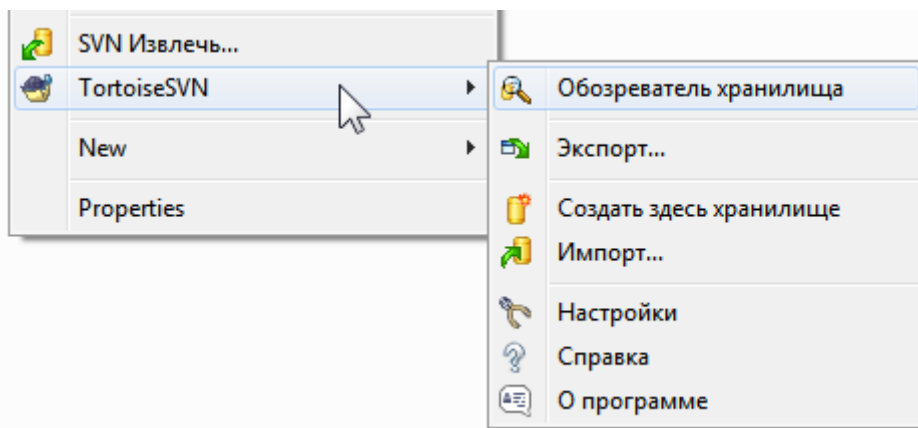 SVN Извлечь...
TortoiseSVN
New
Properties
Обозреватель хранилища
Экспорт...
Создать здесь хранилище
Импорт...
Настройки
Справка
О программе